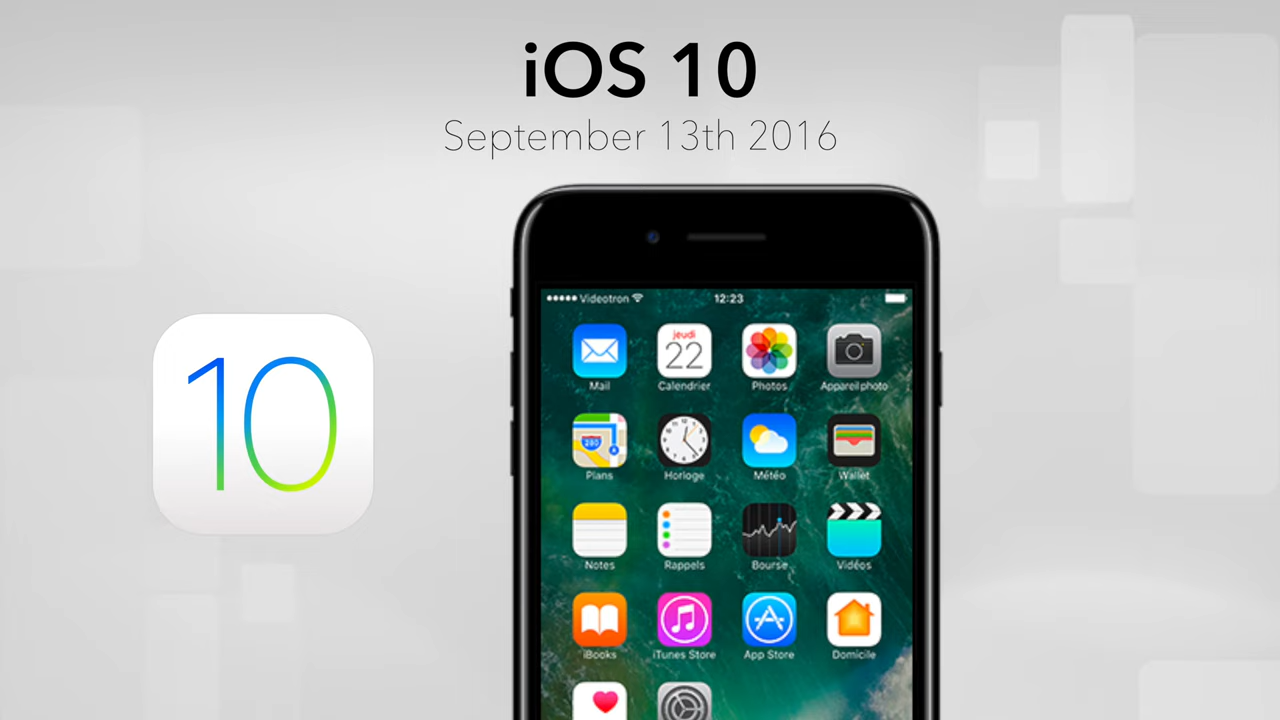 iOS 10
September 13th 2016
Videotron
12:23
10
jeudi
22
Mail
Calendrier
Photos
Appareil photo
280
Plans
Horloge
Météo
Wallet
Notes
Rappels
Bourse
Vidéos
iBooks
iTunes Store
App Store
Domicile